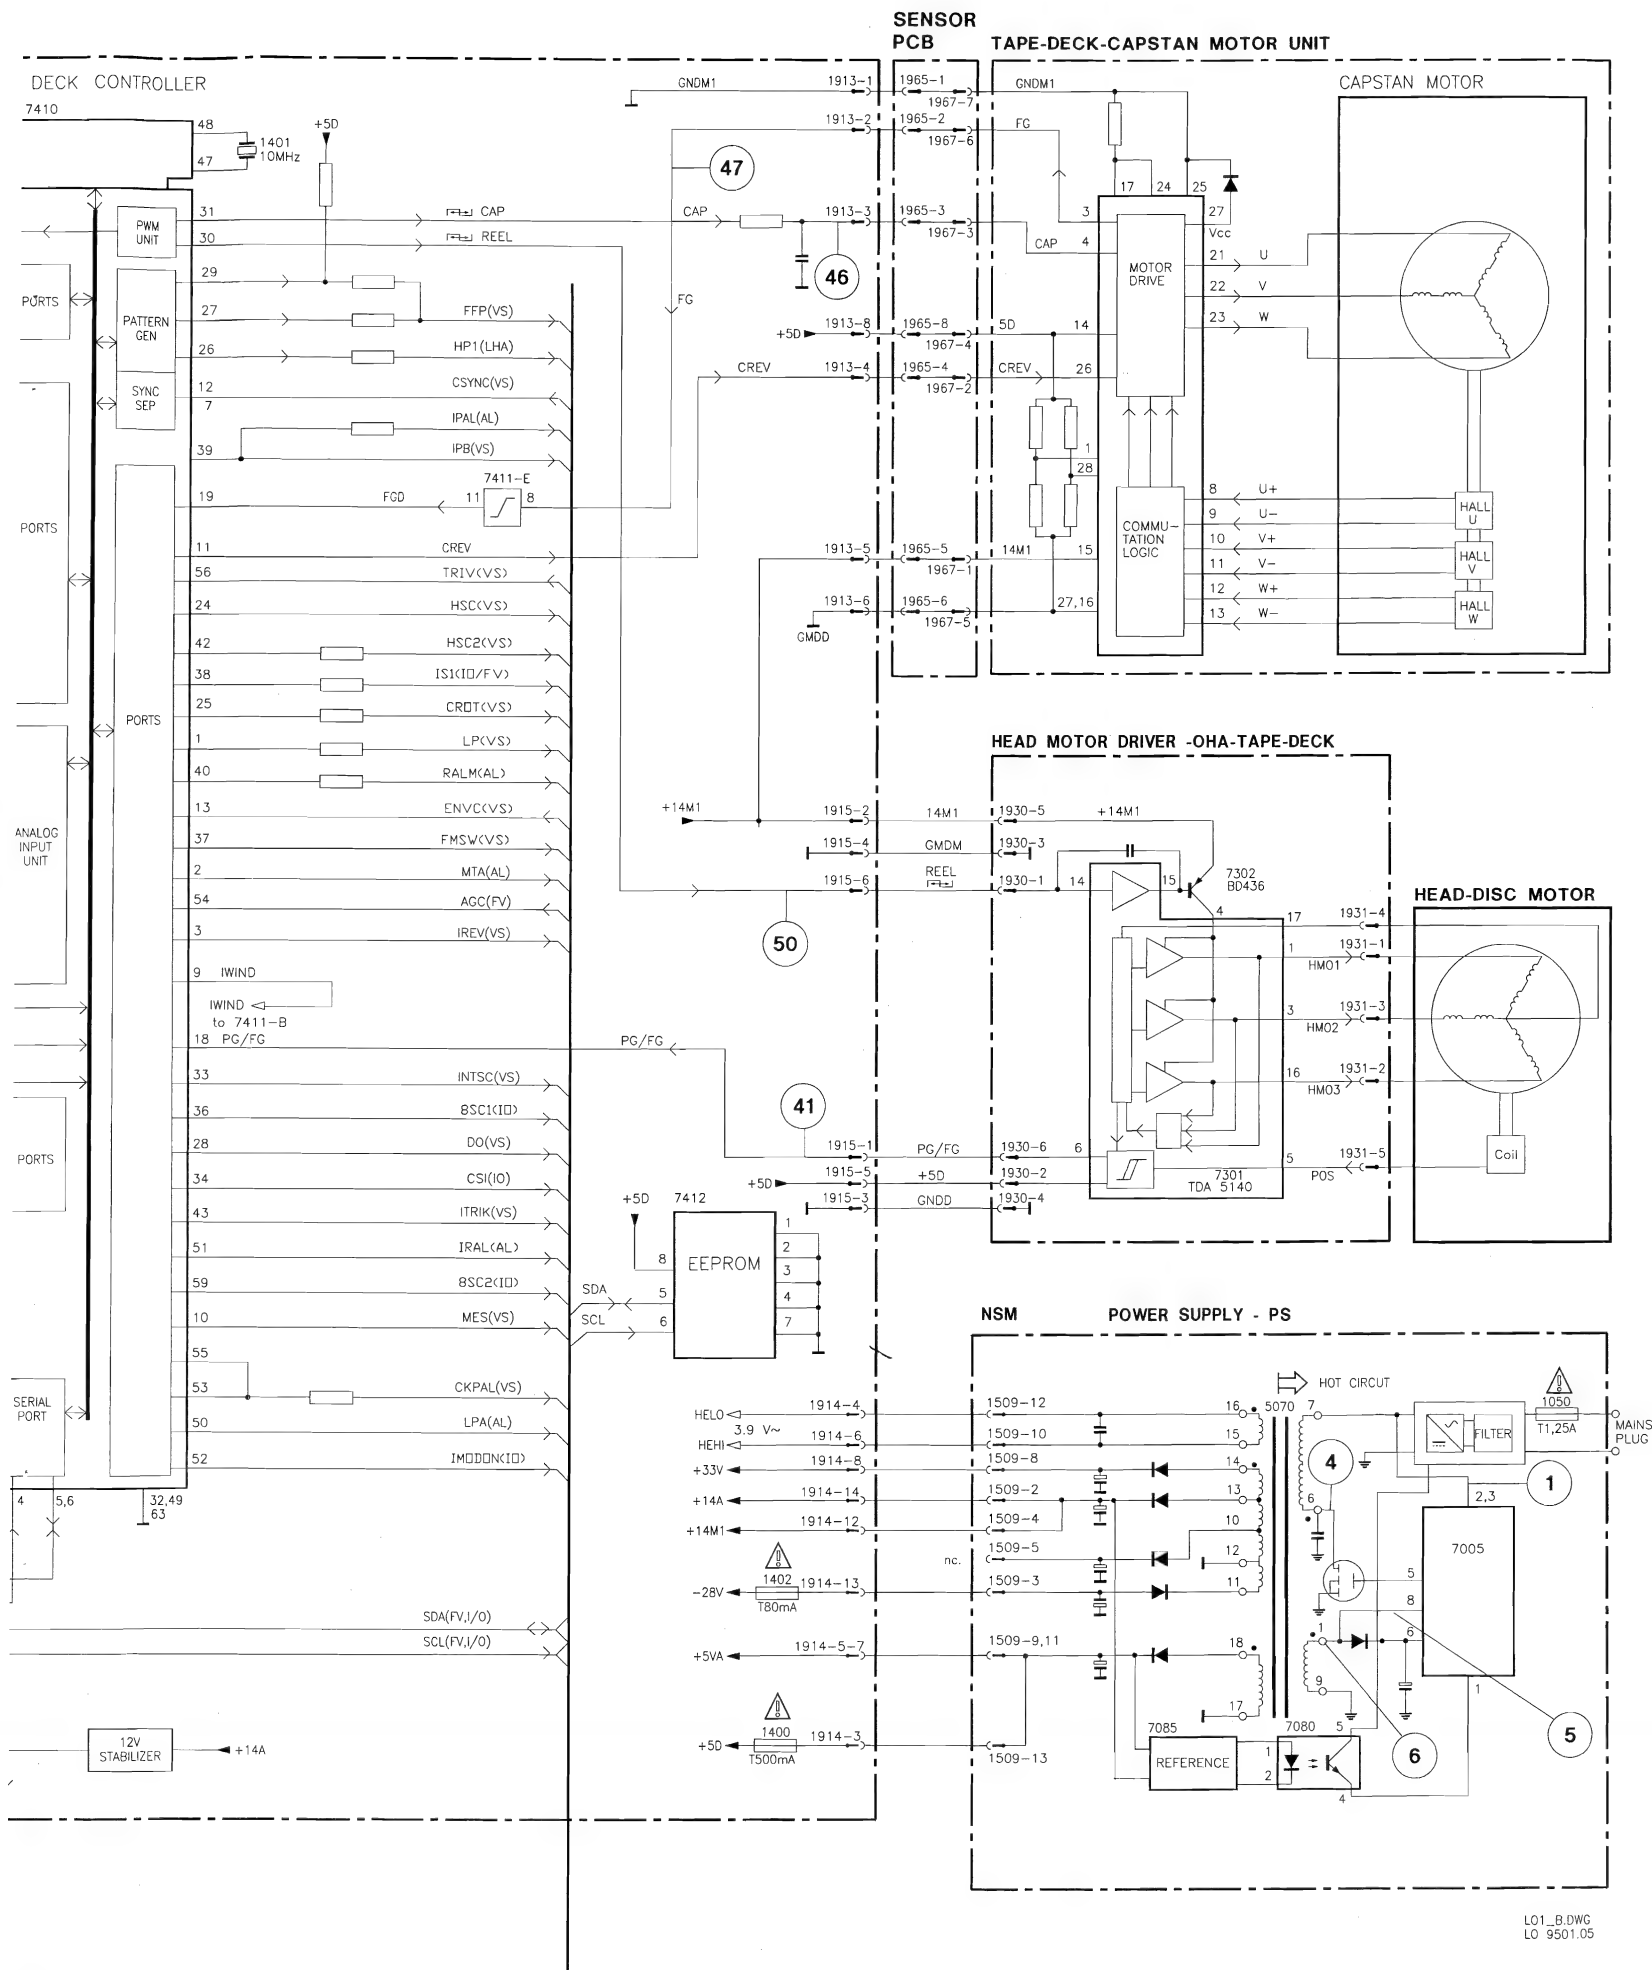 SENSOR
PCB
TAPE-DECK-CAPSTAN MOTOR UNIT
DECK CONTROLLER
7410
48
47
1401
10MHz
+5D
GNDM1
1913-1
1965-1
1967-7
GNDM1
CAPSTAN MOTOR
1913-2
1965-2
1967-6
FG
47
17
24
25
PWM
UNIT
31
CAP
30
REEL
CAP
1913-3
1965-3
1967-3
CAP
3
4
27
Vcc
46
PORTS
29
27
26
PATTERN
GEN
FFP(VS)
HP1(LHA)
FG
MOTOR
DRIVE
21
U
22
V
23
W
+5D
1913-8
1965-8
1967-4
5D
14
CREV
1913-4
1965-4
1967-2
CREV
26
SYNC
SEP
12
7
CSYNC(VS)
IPAL(AL)
39
IPB(VS)
1
28
7411-E
19
FGD
11
8
PORTS
COMMU-
TATION
LOGIC
8
U+
9
U-
10
V+
11
V-
12
W+
13
W-
HALL
U
HALL
V
HALL
W
11
CREV
1913-5
1965-5
1967-1
14M1
15
56
TRIV(VS)
24
HSC(VS)
1913-6
1965-6
1967-5
27,16
GMDD
42
HSC2(VS)
38
IS1(IO/FV)
25
CROT(VS)
PORTS
1
LP(VS)
40
RALM(AL)
13
ENVC(VS)
37
FMSW(VS)
2
MTA(AL)
54
AGC(FV)
3
IREV(VS)
ANALOG
INPUT
UNIT
HEAD MOTOR DRIVER -OHA-TAPE-DECK
+14M1
1915-2
14M1
1930-5
+14M1
1915-4
GMDM
1930-3
1915-6
REEL
1930-1
14
15
7302
BD436
4
50
HEAD-DISC MOTOR
17
1931-4
1
1931-1
HM01
3
1931-3
HM02
16
1931-2
HM03
9
IWIND
IWIND
to 7411-B
18
PG/FG
PG/FG
33
INTSC(VS)
36
8SC1(IO)
28
DO(VS)
34
CSI(IO)
43
ITRIK(VS)
51
IRAL(AL)
59
8SC2(IO)
10
MES(VS)
55
53
CKPAL(VS)
50
LPA(AL)
52
IMODON(IO)
PORTS
SERIAL
PORT
41
1915-1
PG/FG
1930-6
6
+5D
1915-5
+5D
1930-2
1915-3
GNDD
1930-4
7301
TDA 5140
5
1931-5
POS
Coil
+5D
7412
EEPROM
8
5
6
1
2
3
4
7
SDA
SCL
NSM
POWER SUPPLY - PS
4
5,6
32,49
63
HELO
1914-4
1509-12
3.9 V~
HEHI
1914-6
1509-10
+33V
1914-8
1509-8
+14A
1914-14
1509-2
+14M1
1914-12
1509-4
nc.
1509-5
1402
T80mA
-28V
1914-13
1509-3
+5VA
1914-5-7
1509-9,11
1400
T500mA
+5D
1914-3
1509-13
HOT CIRCUT
5070
16
15
14
13
10
12
11
18
17
7
6
1
9
FILTER
1050
T1,25A
MAINS
PLUG
4
1
2,3
7005
5
8
6
1
5
6
7085
REFERENCE
7080
1
2
5
4
SDA(FV,I/O)
SCL(FV,I/O)
12V
STABILIZER
+14A
LO1_B.DWG
LO 9501.05